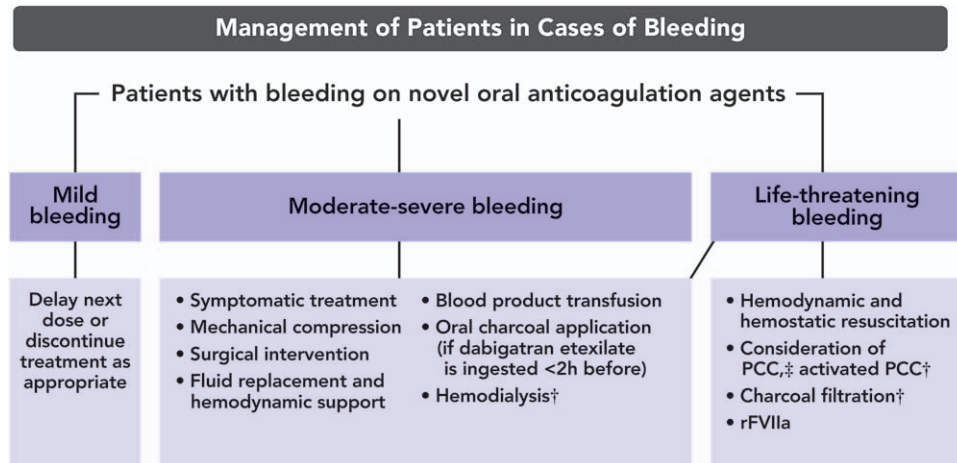 Management of Patients in Cases of Bleeding
Patients with bleeding on novel oral anticoagulation agents
Mild
bleeding
Moderate-severe bleeding
Life-threatening
bleeding
Delay next
dose or
discontinue
treatment as
appropriate
• Symptomatic treatment
• Mechanical compression
• Surgical intervention
• Fluid replacement and
hemodynamic support
• Blood product transfusion
• Oral charcoal application
(if dabigatran etexilate
is ingested <2h before)
• Hemodialysis†
• Hemodynamic and
hemostatic resuscitation
• Consideration of
PCC,‡ activated PCC†
• Charcoal filtration†
• rFVIIa